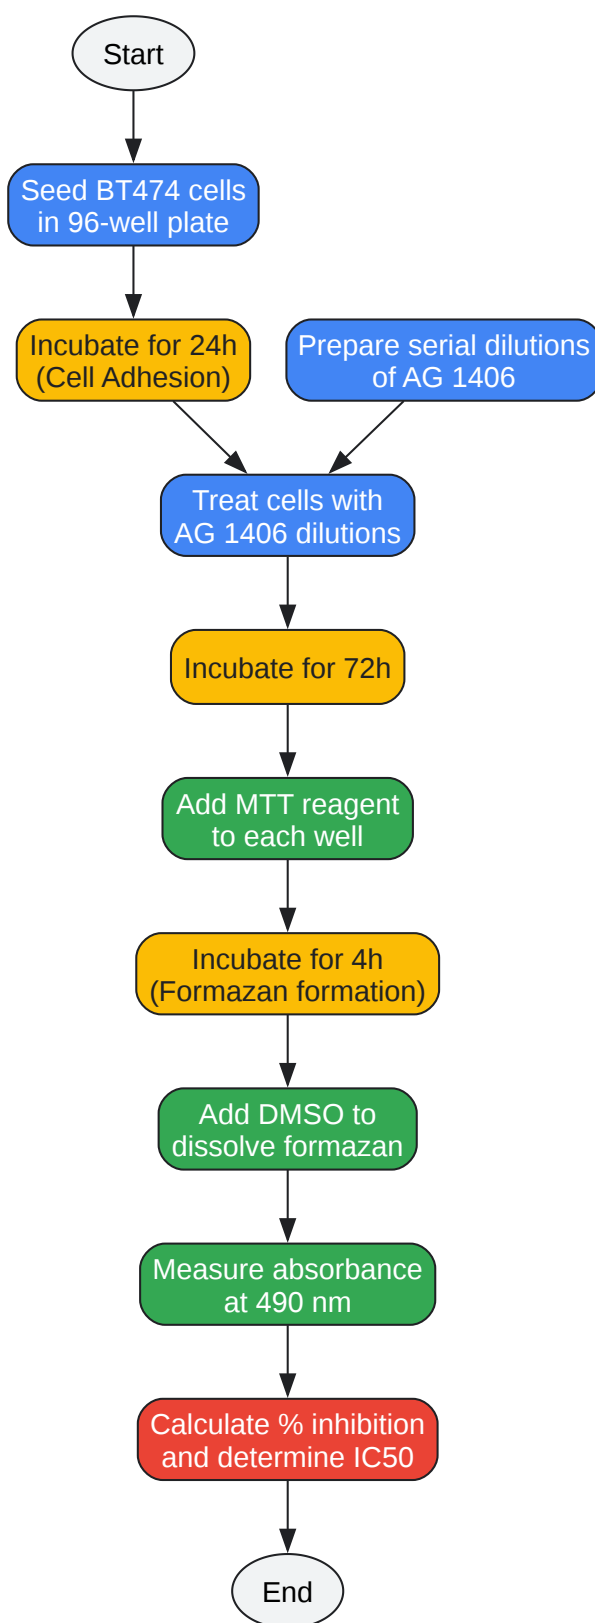 Start
Seed BT474 cells
in 96-well plate
Incubate for 24h
(Cell Adhesion)
Prepare serial dilutions
of AG 1406
Treat cells with
AG 1406 dilutions
Incubate for 72h
Add MTT reagent
to each well
Incubate for 4h
(Formazan formation)
Add DMSO to
dissolve formazan
Measure absorbance
at 490 nm
Calculate % inhibition
and determine IC50
End